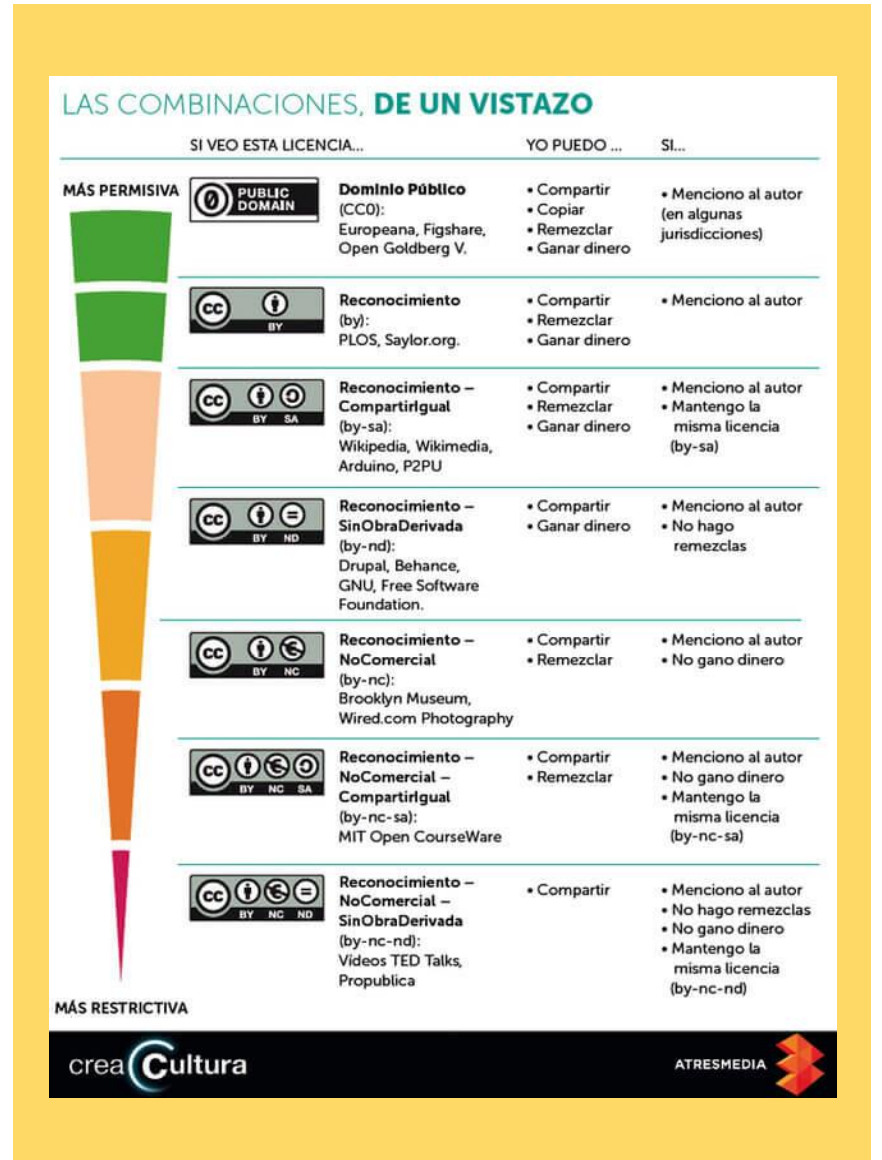 LAS COMBINACIONES, DE UN VISTAZO
SI VEO ESTA LICENCIA...
YO PUEDO ...
SI...
MÁS PERMISIVA
PUBLIC
DOMAIN
Dominio Público
(CC0):
Europeana, Figshare,
Open Goldberg V.
• Compartir
• Copiar
• Remezclar
• Ganar dinero
• Menciono al autor
(en algunas
jurisdicciones)
cc
BY
Reconocimiento
(by):
PLOS, Saylor.org.
• Compartir
• Remezclar
• Ganar dinero
• Menciono al autor
cc
BY SA
Reconocimiento –
CompartirIgual
(by-sa):
Wikipedia, Wikimedia,
Arduino, P2PU
• Compartir
• Remezclar
• Ganar dinero
• Menciono al autor
• Mantengo la
misma licencia
(by-sa)
cc
BY ND
Reconocimiento –
SinObraDerivada
(by-nd):
Drupal, Behance,
GNU, Free Software
Foundation.
• Compartir
• Ganar dinero
• Menciono al autor
• No hago
remezclas
cc
BY NC
Reconocimiento –
NoComercial
(by-nc):
Brooklyn Museum,
Wired.com Photography
• Compartir
• Remezclar
• Menciono al autor
• No gano dinero
cc
BY NC SA
Reconocimiento –
NoComercial –
CompartirIgual
(by-nc-sa):
MIT Open CourseWare
• Compartir
• Remezclar
• Menciono al autor
• No gano dinero
• Mantengo la
misma licencia
(by-nc-sa)
cc
BY NC ND
Reconocimiento –
NoComercial –
SinObraDerivada
(by-nc-nd):
Vídeos TED Talks,
Propublica
• Compartir
• Menciono al autor
• No hago remezclas
• No gano dinero
• Mantengo la
misma licencia
(by-nc-nd)
MÁS RESTRICTIVA
crea Cultura
ATRESMEDIA